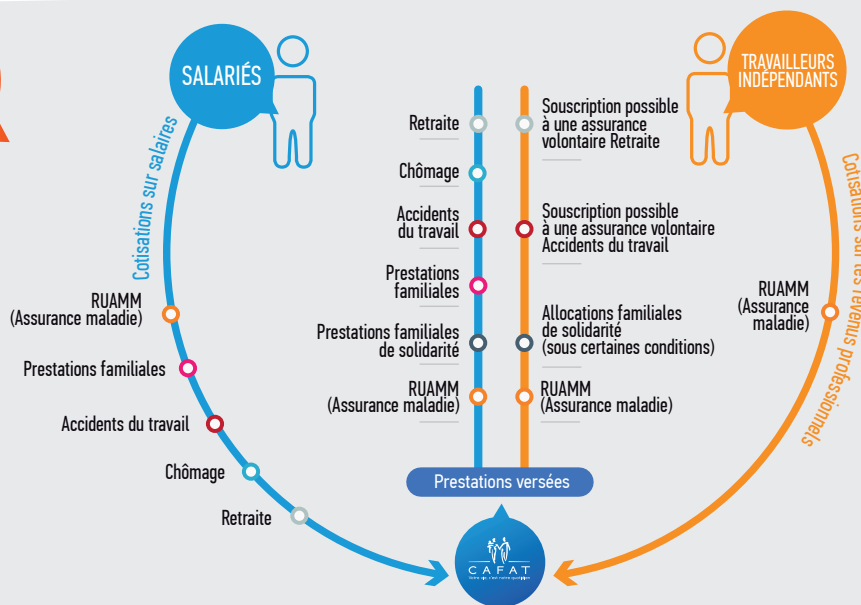 SALARIÉS
Cotisations sur salaires
RUAMM
(Assurance maladie)
Prestations familiales
Accidents du travail
Chômage
Retraite
Retraite
Chômage
Accidents
du travail
Prestations
familiales
Prestations familiales
de solidarité
RUAMM
(Assurance maladie)
Souscription possible
à une assurance
volontaire Retraite
Souscription possible
à une assurance volontaire
Accidents du travail
Allocations familiales
de solidarité
(sous certaines conditions)
RUAMM
(Assurance maladie)
Prestations versées
CAFAT
TRAVAILLEURS
INDÉPENDANTS
Cotisations sur les revenus professionnels
RUAMM
(Assurance
maladie)